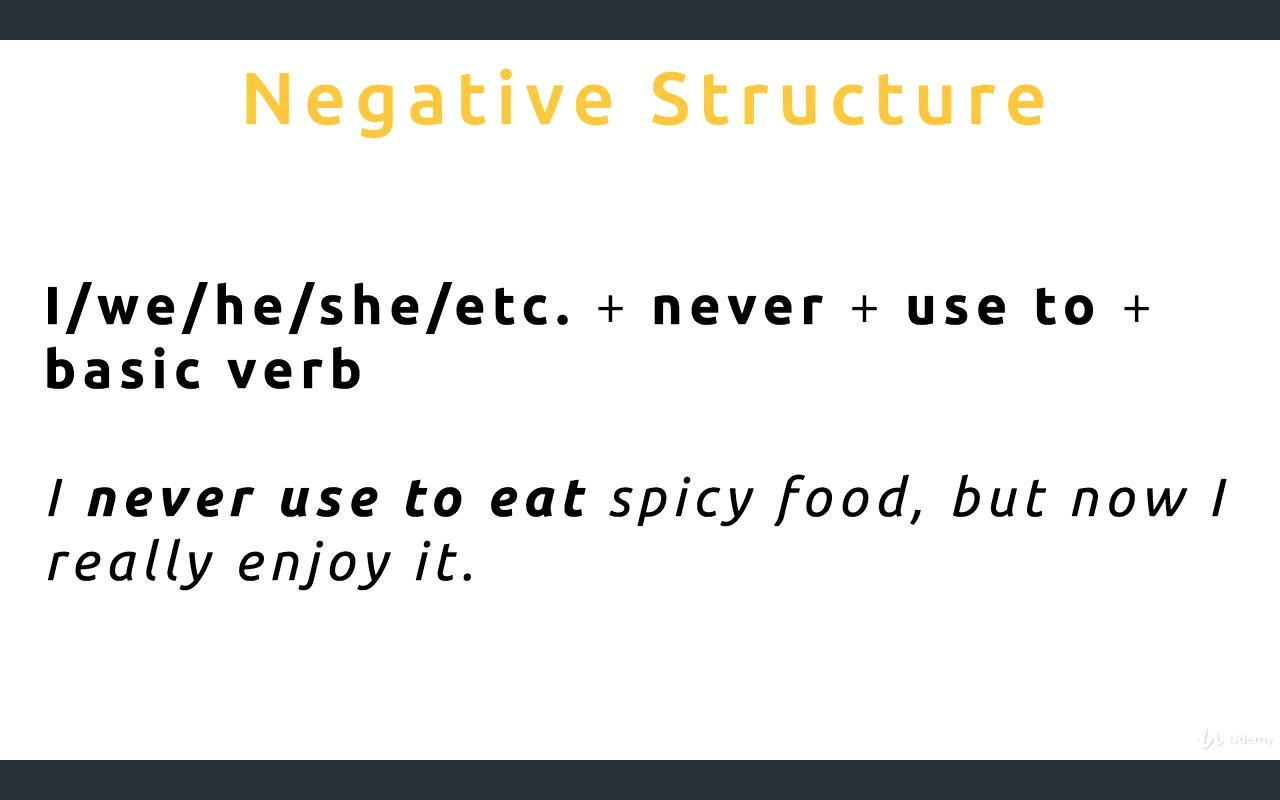 Negative Structure
I/we/he/she/etc. + never + use to +
basic verb
I never use to eat spicy food, but now I
really enjoy it.
Udemy